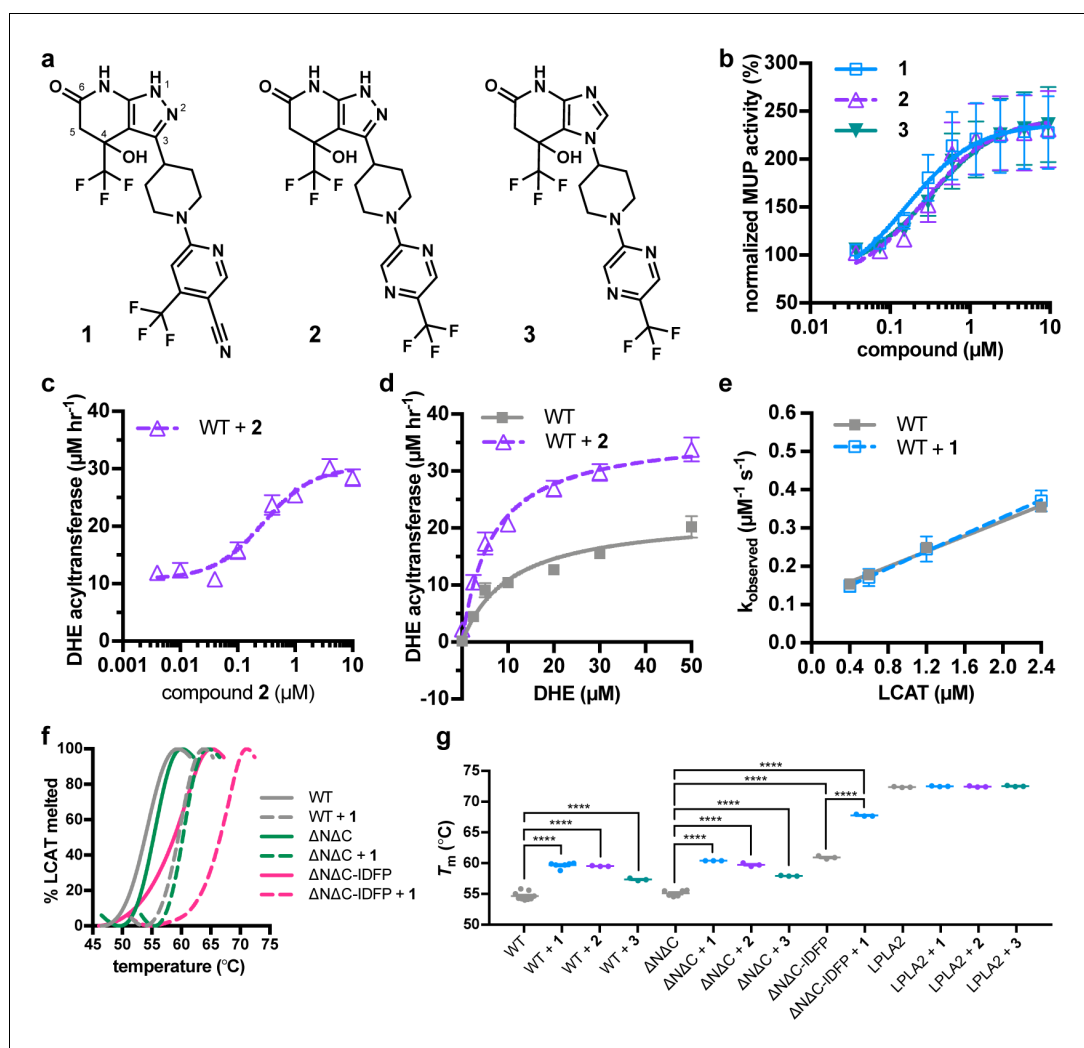 a
O
H
N
H
N
1
N
2
3
4
5
6
OH
F
F
F
N
N
F
F
F
N
1
O
H
N
H
N
N
OH
F
F
F
N
N
N
F
F
F
2
O
H
N
N
N
OH
F
F
F
N
N
N
F
F
F
3
b
1
2
3
normalized MUP activity (%)
300
250
200
150
100
50
0.01 0.1 1 10
compound (µM)
c
WT + 2
DHE acyltransferase (µM hr-1)
40
30
20
10
0
0.001 0.01 0.1 1 10
compound 2 (µM)
d
WT
WT + 2
DHE acyltransferase (µM hr-1)
40
30
20
10
0
-10
10 20 30 40 50
DHE (µM)
e
WT
WT + 1
kobserved (µM-1 s-1)
0.6
0.5
0.4
0.3
0.2
0.1
0.0
0.0 0.4 0.8 1.2 1.6 2.0 2.4
LCAT (µM)
f
% LCAT melted
100
80
60
40
20
0
45 50 55 60 65 70 75
temperature (°C)
WT
WT + 1
ΔNΔC
ΔNΔC + 1
ΔNΔC-IDFP
ΔNΔC-IDFP + 1
g
Tm (°C)
75
70
65
60
55
50
****
****
****
****
****
****
****
****
****
WT
WT + 1
WT + 2
WT + 3
ΔNΔC
ΔNΔC + 1
ΔNΔC + 2
ΔNΔC + 3
ΔNΔC-IDFP
ΔNΔC-IDFP + 1
LPLA2
LPLA2 + 1
LPLA2 + 2
LPLA2 + 3